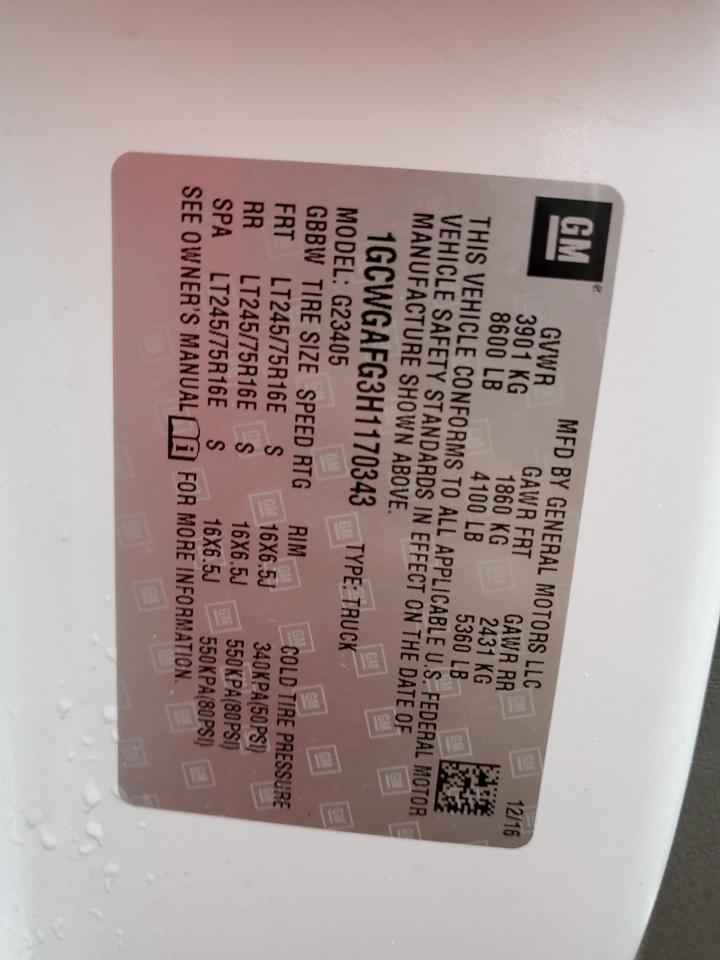 GM®
MFD BY GENERAL MOTORS LLC 12/16
GVWR GAWR FRT GAWR RR
3901 KG 1860 KG 2431 KG
8600 LB 4100 LB 5360 LB
THIS VEHICLE CONFORMS TO ALL APPLICABLE U.S. FEDERAL MOTOR
VEHICLE SAFETY STANDARDS IN EFFECT ON THE DATE OF
MANUFACTURE SHOWN ABOVE.
1GCWGAFG3H1170343 TYPE: TRUCK
MODEL: G23405
GBBW TIRE SIZE SPEED RTG RIM COLD TIRE PRESSURE
FRT LT245/75R16E S 16X6.5J 340KPA(50PSI)
RR LT245/75R16E S 16X6.5J 550KPA(80PSI)
SPA LT245/75R16E S 16X6.5J 550KPA(80PSI)
SEE OWNER'S MANUAL i FOR MORE INFORMATION.